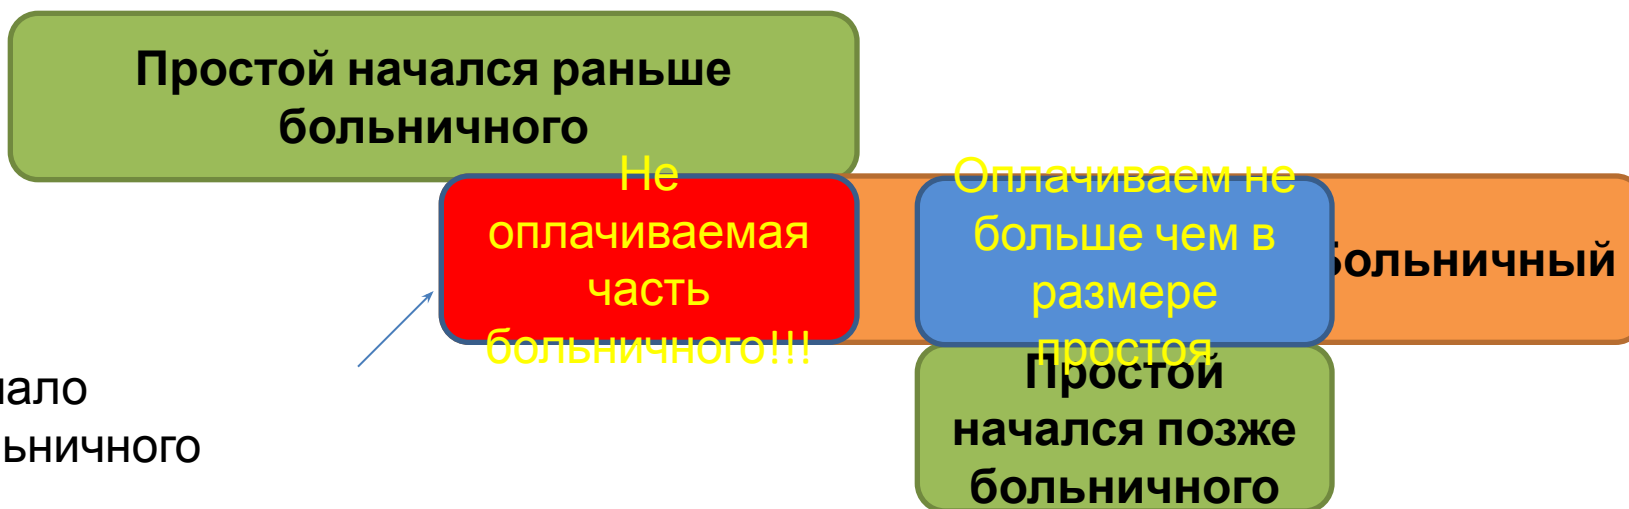 Простой начался раньше
больничного
Не
оплачиваемая
часть
больничного!!!
Оплачиваем не
больше чем в
размере
простоя
ольничный
ало
ьничного
Простой
начался позже
больничного